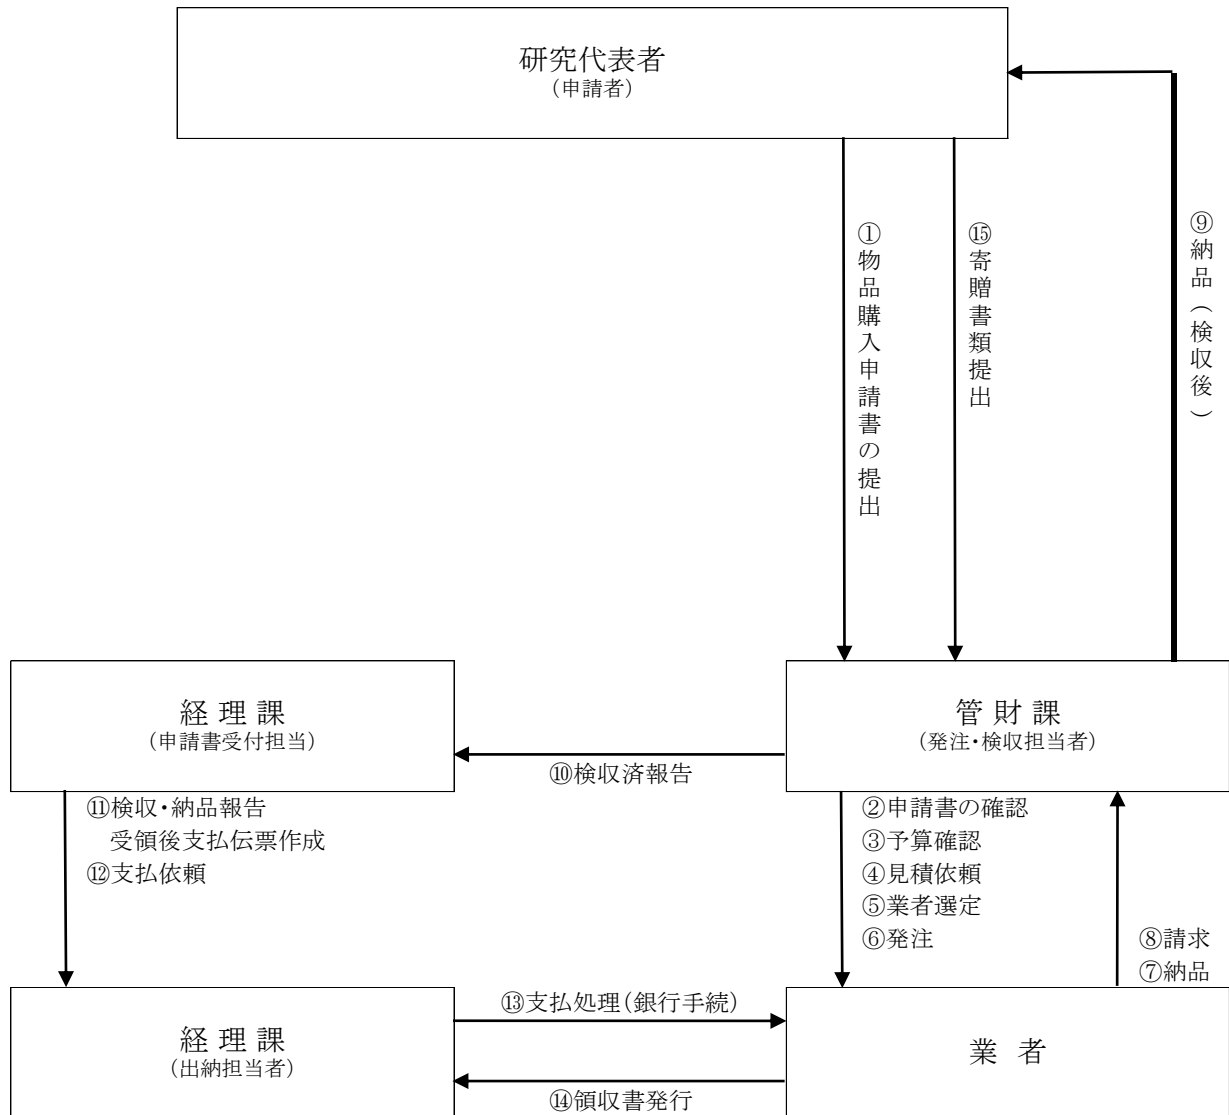 研究代表者
（申請者）
①物品購入申請書の提出
⑮寄贈書類提出
⑨納品（検収後）
経理課
（申請書受付担当）
管財課
（発注・検収担当者）
⑩検収済報告
⑪検収・納品報告
受領後支払伝票作成
⑫支払依頼
②申請書の確認
③予算確認
④見積依頼
⑤業者選定
⑥発注
⑧請求
⑦納品
経理課
（出納担当者）
⑬支払処理（銀行手続）
⑭領収書発行
業者